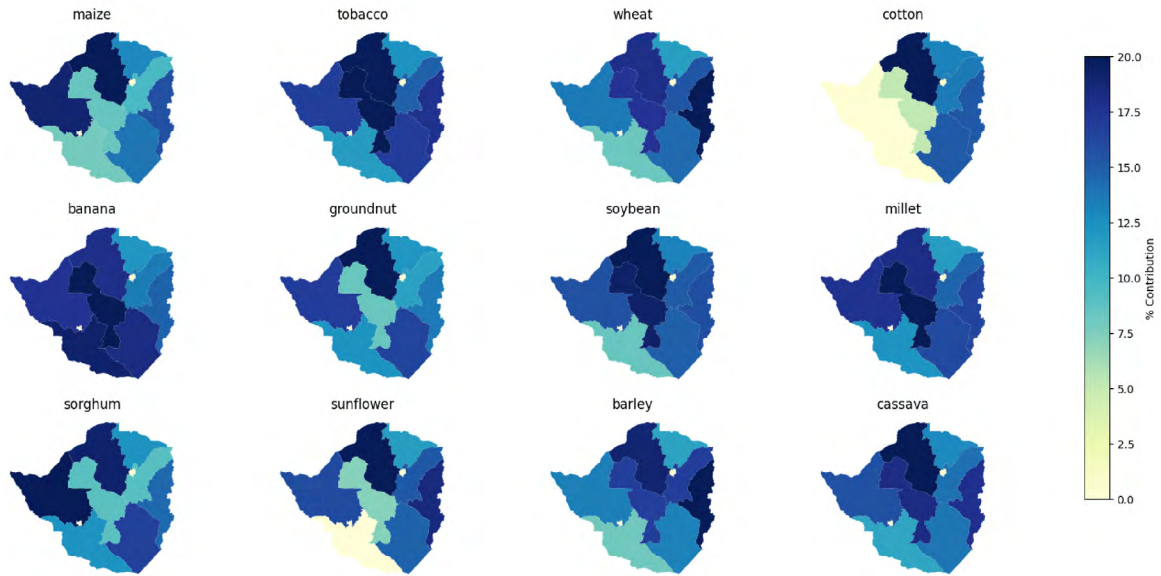 maize
tobacco
wheat
cotton
banana
groundnut
soybean
millet
sorghum
sunflower
barley
cassava
20.0
17.5
15.0
12.5
10.0
7.5
5.0
2.5
0.0
% Contribution